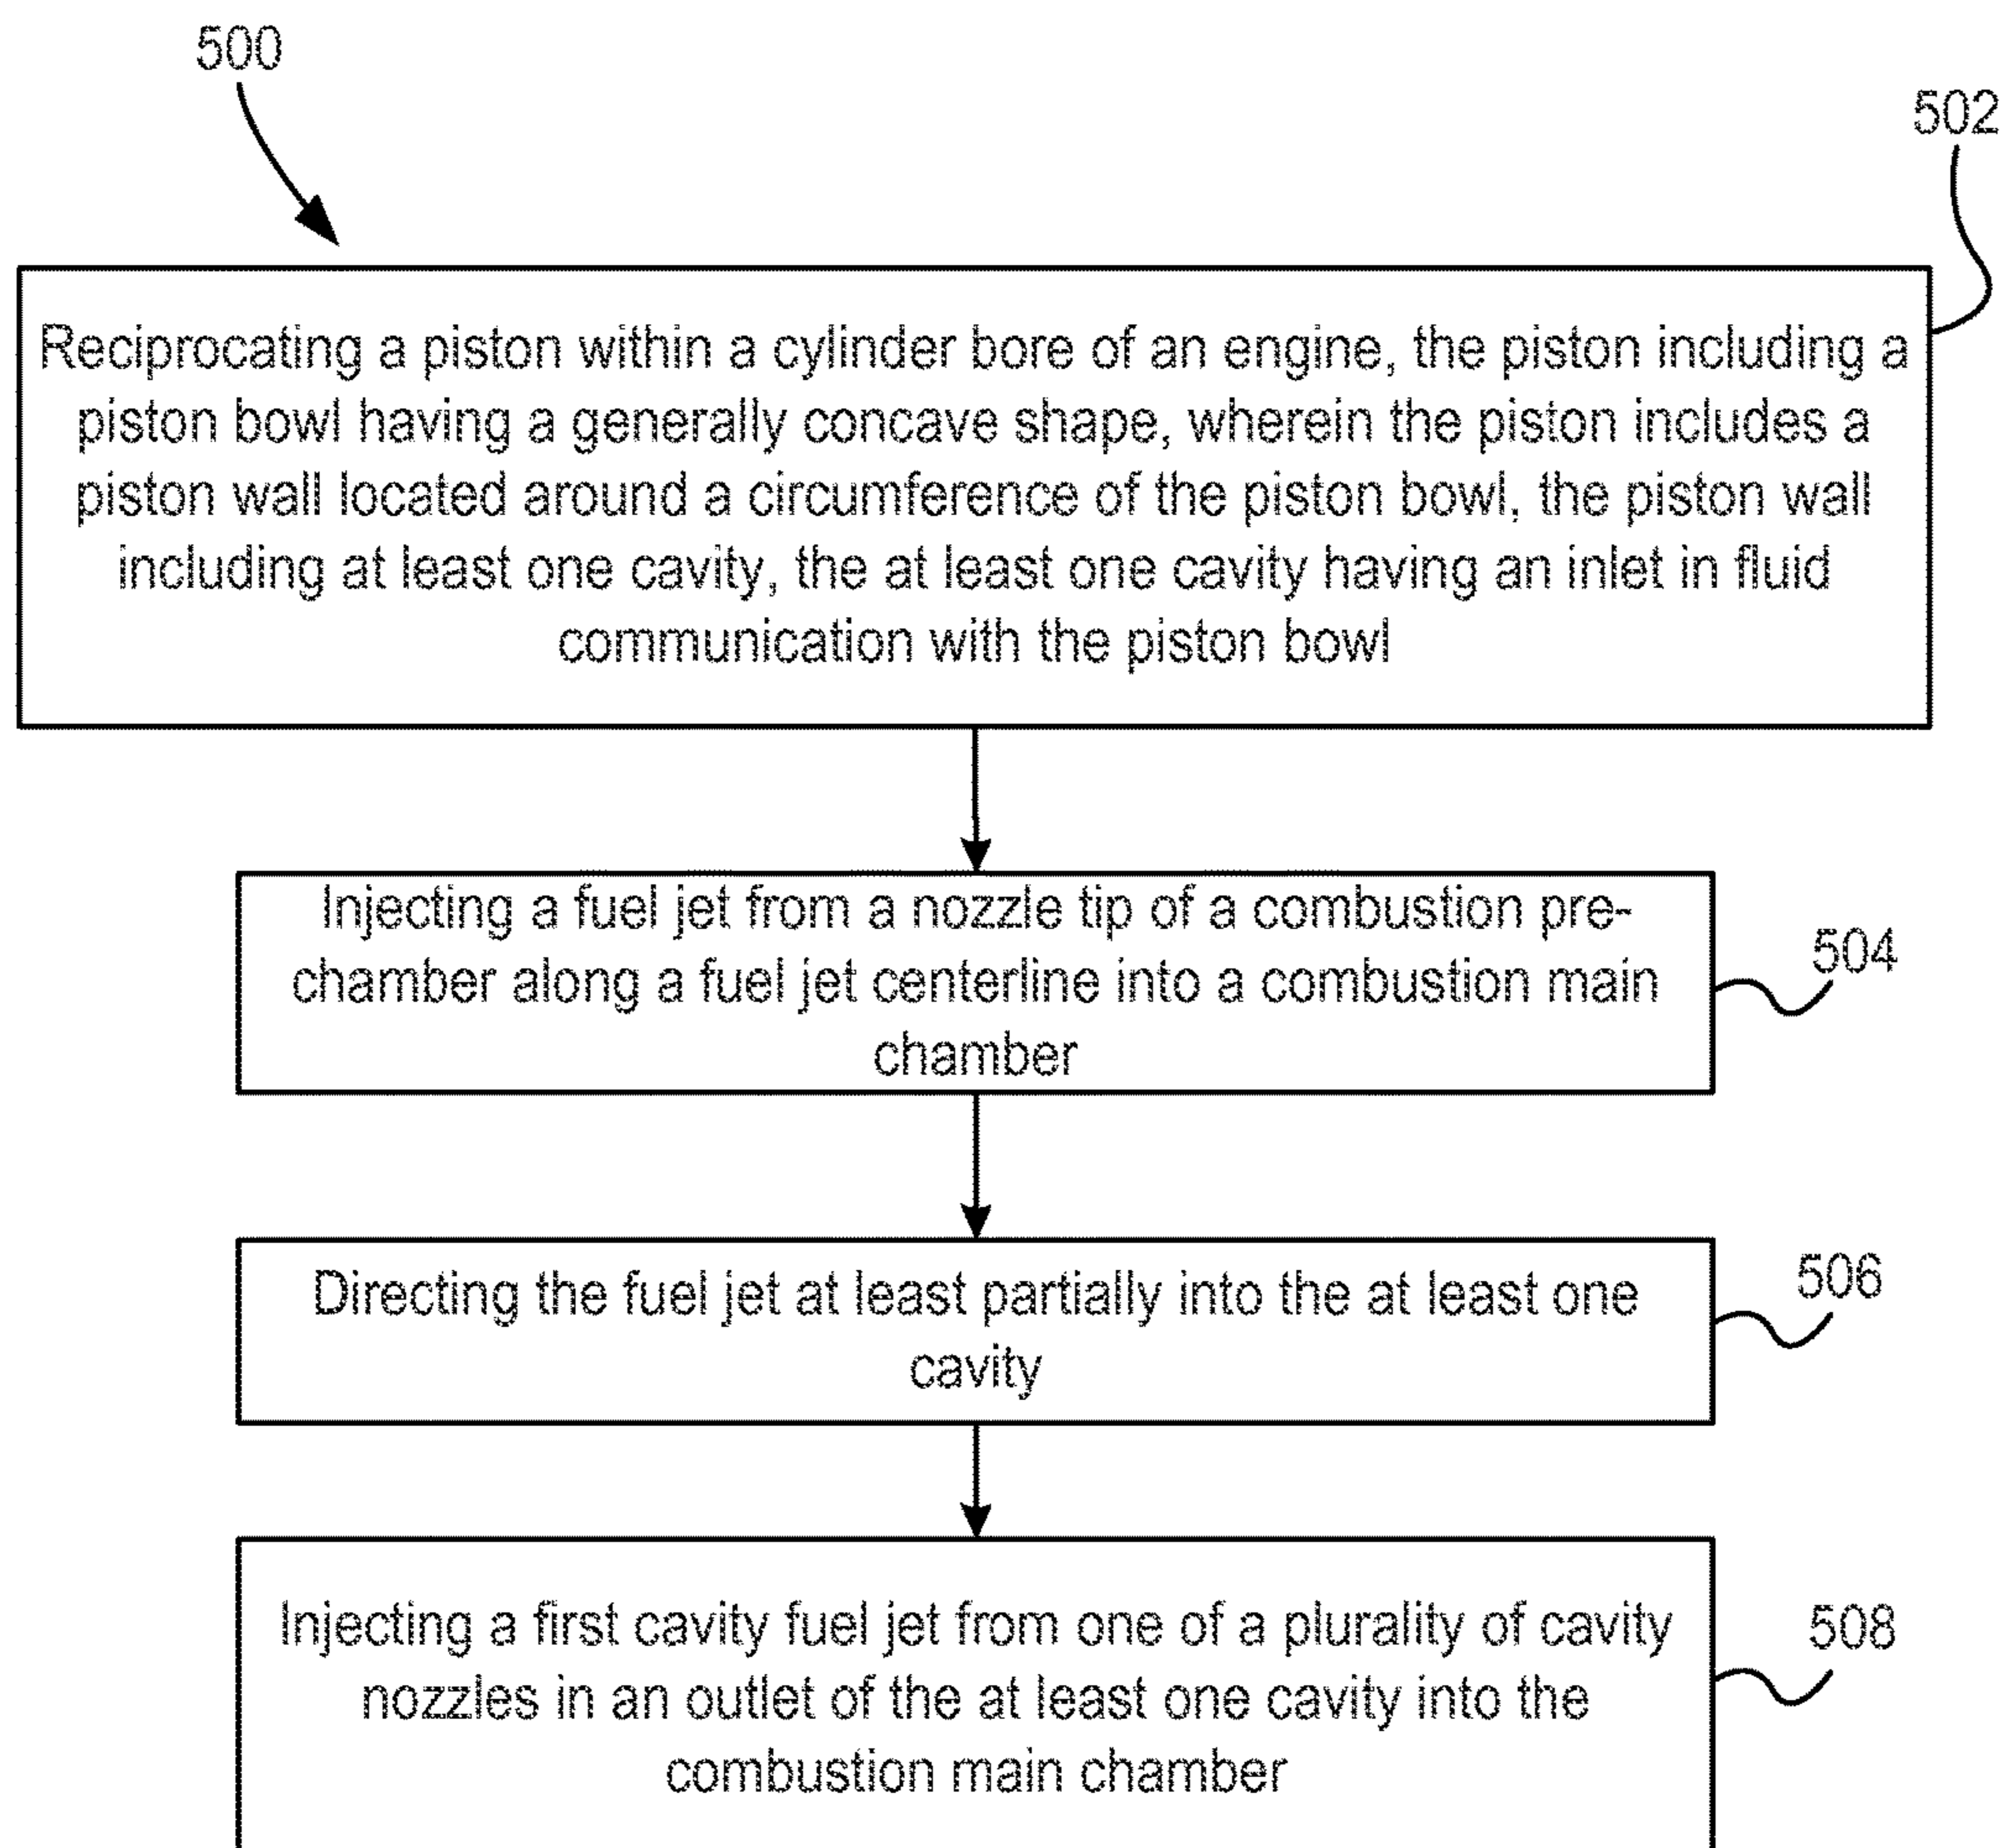 500
502
Reciprocating a piston within a cylinder bore of an engine, the piston including a
piston bowl having a generally concave shape, wherein the piston includes a
piston wall located around a circumference of the piston bowl, the piston wall
including at least one cavity, the at least one cavity having an inlet in fluid
communication with the piston bowl
Injecting a fuel jet from a nozzle tip of a combustion pre-
chamber along a fuel jet centerline into a combustion main
chamber
504
Directing the fuel jet at least partially into the at least one
cavity
506
Injecting a first cavity fuel jet from one of a plurality of cavity
nozzles in an outlet of the at least one cavity into the
combustion main chamber
508